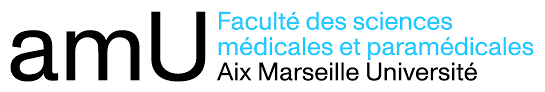 amU
Faculté des sciences
médicales et paramédicales
Aix Marseille Université